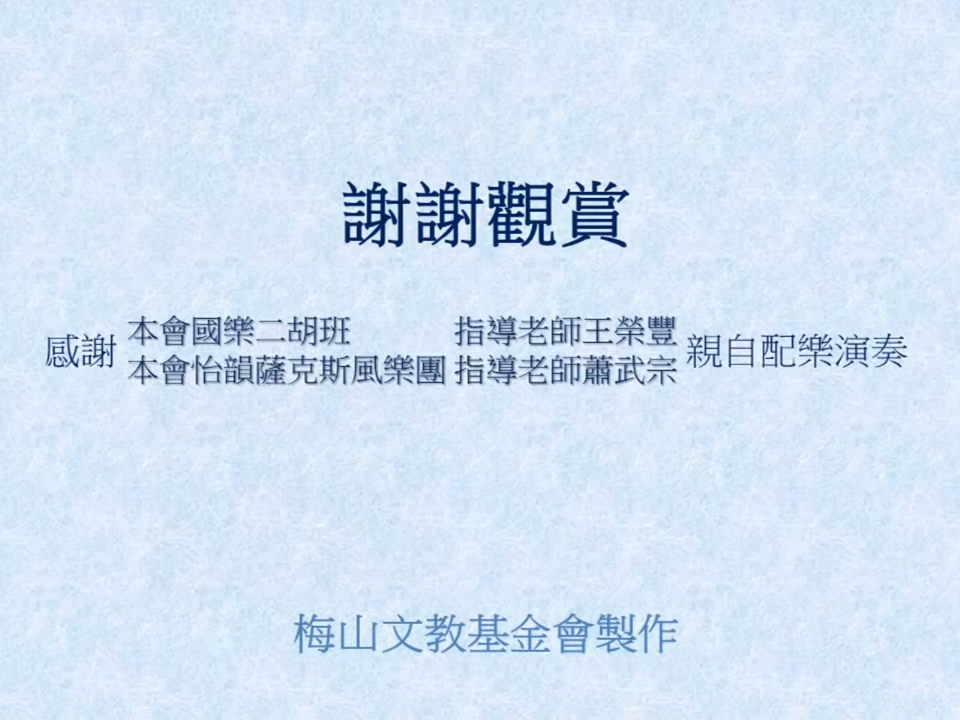 謝謝觀賞
感謝 本會國樂二胡班 指導老師王榮豐 親自配樂演奏
本會怡韻薩克斯風樂團 指導老師蕭武宗
梅山文教基金會製作